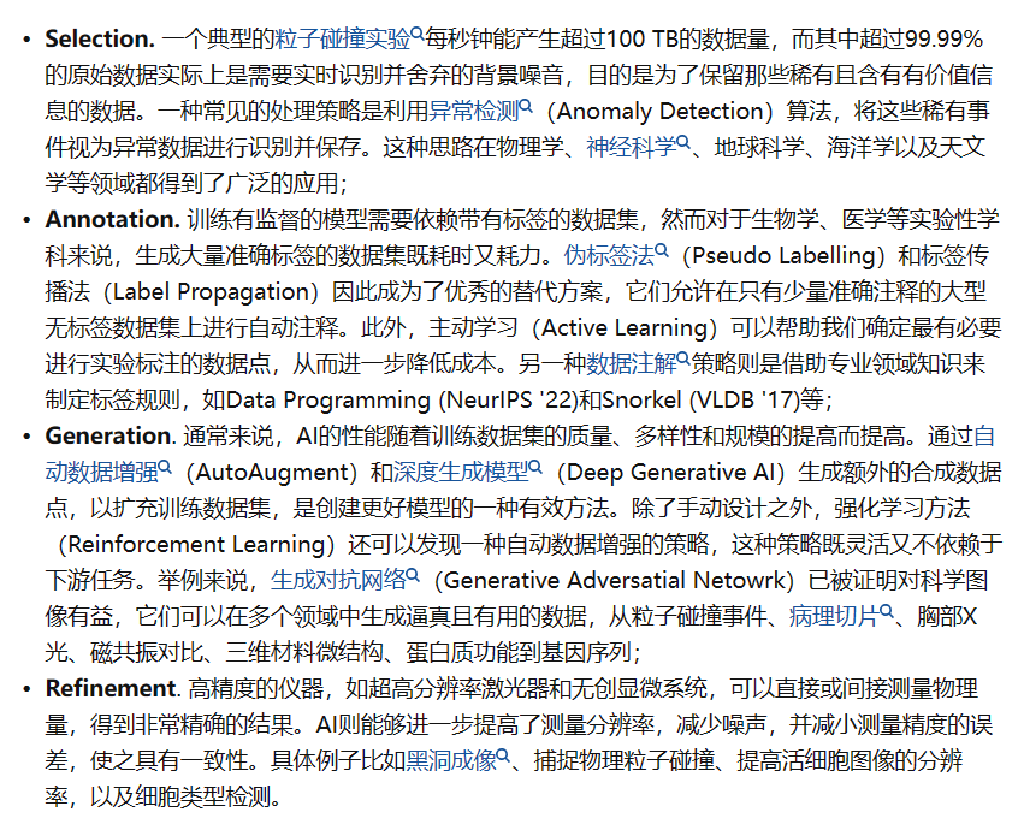 • Selection. 一个典型的粒子碰撞实验每秒钟能产生超过100 TB的数据量，而其中超过99.99%
的原始数据实际上是需要实时识别并舍弃的背景噪音，目的是为了保留那些稀有且含有有价值信
息的数据。一种常见的处理策略是利用异常检测（Anomaly Detection）算法，将这些稀有事
件视为异常数据进行识别并保存。这种思路在物理学、神经科学、地球科学、海洋学以及天文
学等领域都得到了广泛的应用；
• Annotation. 训练有监督的模型需要依赖带有标签的数据集，然而对于生物学、医学等实验性学
科来说，生成大量准确标签的数据集既耗时又耗力。伪标签法（Pseudo Labelling）和标签传
播法（Label Propagation）因此成为了优秀的替代方案，它们允许在只有少量准确注释的大型
无标签数据集上进行自动注释。此外，主动学习（Active Learning）可以帮助我们确定最有必要
进行实验标注的数据点，从而进一步降低成本。另一种数据注解策略则是借助专业领域知识来
制定标签规则，如Data Programming (NeurIPS '22)和Snorkel (VLDB '17)等；
• Generation. 通常来说，AI的性能随着训练数据集的质量、多样性和规模的提高而提高。通过自
动数据增强（AutoAugment）和深度生成模型（Deep Generative AI）生成额外的合成数据
点，以扩充训练数据集，是创建更好模型的一种有效方法。除了手动设计之外，强化学习方法
（Reinforcement Learning）还可以发现一种自动数据增强的策略，这种策略既灵活又不依赖于
下游任务。举例来说，生成对抗网络（Generative Adversatial Netowrk）已被证明对科学图
像有益，它们可以在多个领域中生成逼真且有用的数据，从粒子碰撞事件、病理切片、胸部X
光、磁共振对比、三维材料微结构、蛋白质功能到基因序列；
• Refinement. 高精度的仪器，如超高分辨率激光器和无创显微系统，可以直接或间接测量物理
量，得到非常精确的结果。AI则能够进一步提高了测量分辨率，减少噪声，并减小测量精度的误
差，使之具有一致性。具体例子比如黑洞成像、捕捉物理粒子碰撞、提高活细胞图像的分辨
率，以及细胞类型检测。